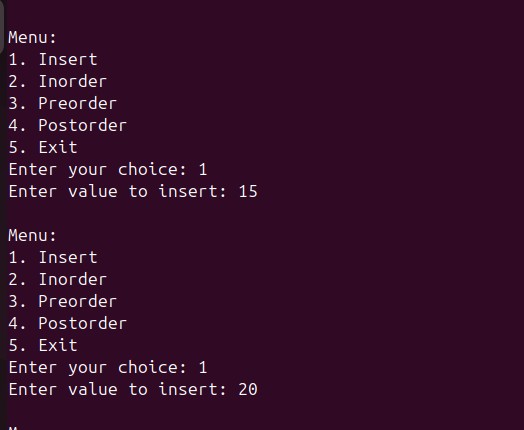 Menu:
1. Insert
2. Inorder
3. Preorder
4. Postorder
5. Exit
Enter your choice: 1
Enter value to insert: 15
Menu:
1. Insert
2. Inorder
3. Preorder
4. Postorder
5. Exit
Enter your choice: 1
Enter value to insert: 20